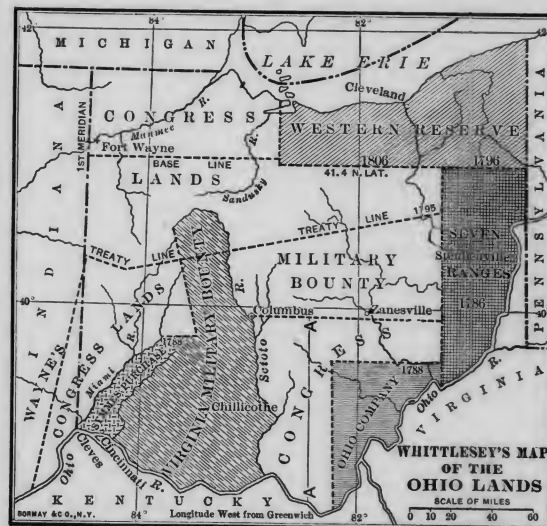 84
82
42
MICHIGAN
LAKE ERIE
Cleveland
PENNSYLVANIA
CONGRESS
LANDS
WESTERN RESERVE
1806
1796
41.4 N. LAT.
Maumee R.
Fort Wayne
1ST MERIDIAN
BASE LINE
Sandusky R.
INDIANA
TREATY LINE
TREATY LINE 1795
SEVEN
Steubenville
RANGES
1786
MILITARY
BOUNTY
40
40
Columbus
Zanesville
WAYNE'S
CONGRESS LANDS
Miami R.
1788
VIRGINIA MILITARY BOUNTY
Scioto R.
Chillicothe
CONGRESS
A
A
1788
OHIO COMPANY
Ohio R.
VIRGINIA
Cleves
Cincinnati
Ohio R.
KENTUCKY
WHITTLESEY'S MAP
OF THE
OHIO LANDS
SCALE OF MILES
0 10 20 40 60
BORMAY & CO., N.Y.
84
Longitude West from Greenwich
82